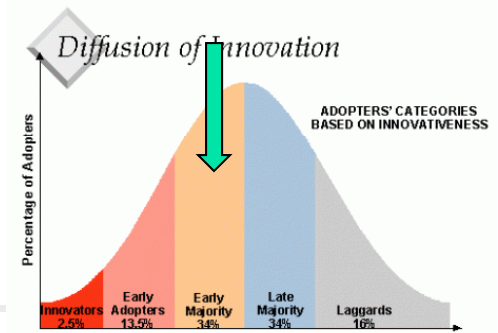 Diffusion of Innovation
ADOPTERS' CATEGORIES
BASED ON INNOVATIVENESS
Percentage of Adopters
Innovators
2.5%
Early
Adopters
13.5%
Early
Majority
34%
Late
Majority
34%
Laggards
16%